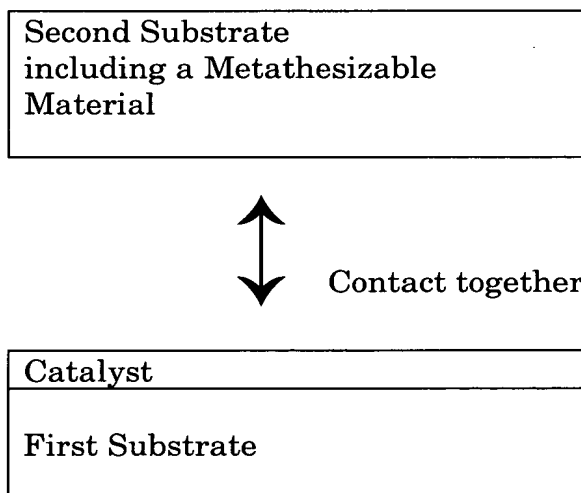 Second Substrate
including a Metathesizable
Material
Contact together
Catalyst
First Substrate